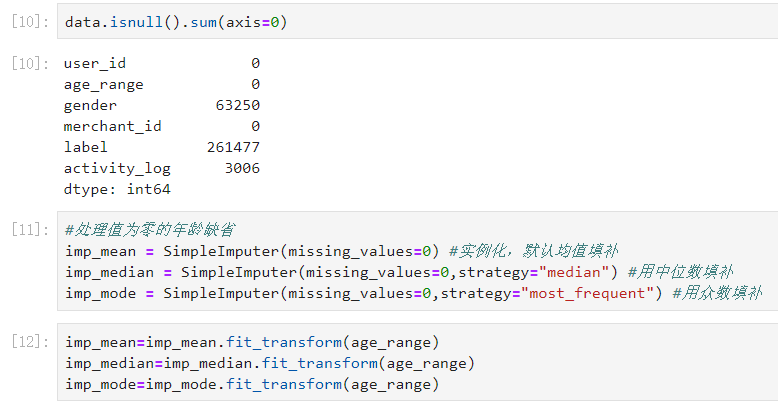 [10]: data.isnull().sum(axis=0)
[10]: user_id 0
age_range 0
gender 63250
merchant_id 0
label 261477
activity_log 3006
dtype: int64
[11]: #处理值为零的年龄缺省
imp_mean = SimpleImputer(missing_values=0) #实例化，默认均值填补
imp_median = SimpleImputer(missing_values=0,strategy="median") #用中位数填补
imp_mode = SimpleImputer(missing_values=0,strategy="most_frequent") #用众数填补
[12]: imp_mean=imp_mean.fit_transform(age_range)
imp_median=imp_median.fit_transform(age_range)
imp_mode=imp_mode.fit_transform(age_range)